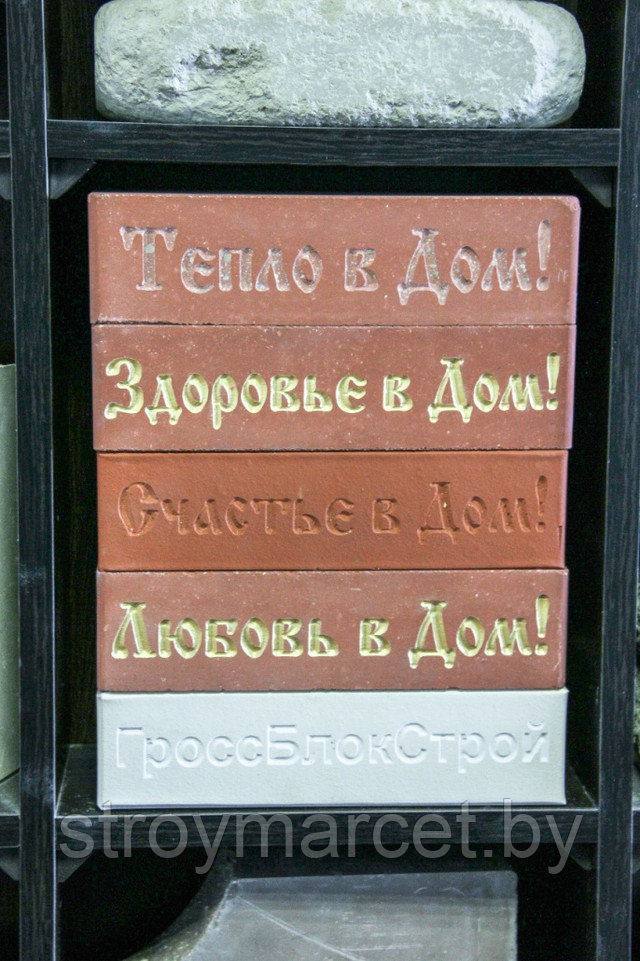 Тепло в Дом!
Здоровье в Дом!
Счастье в Дом!
Любовь в Дом!
ГроссБлокСтрой
stroymarcet.by